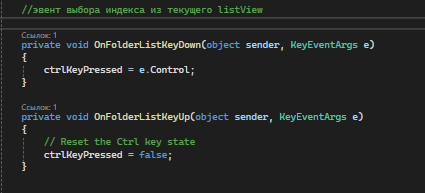 //эвент выбора индекса из текущего listView
Ссылок: 1
private void OnFolderListKeyDown(object sender, KeyEventArgs e)
{
ctrlKeyPressed = e.Control;
}
Ссылок: 1
private void OnFolderListKeyUp(object sender, KeyEventArgs e)
{
// Reset the Ctrl key state
ctrlKeyPressed = false;
}